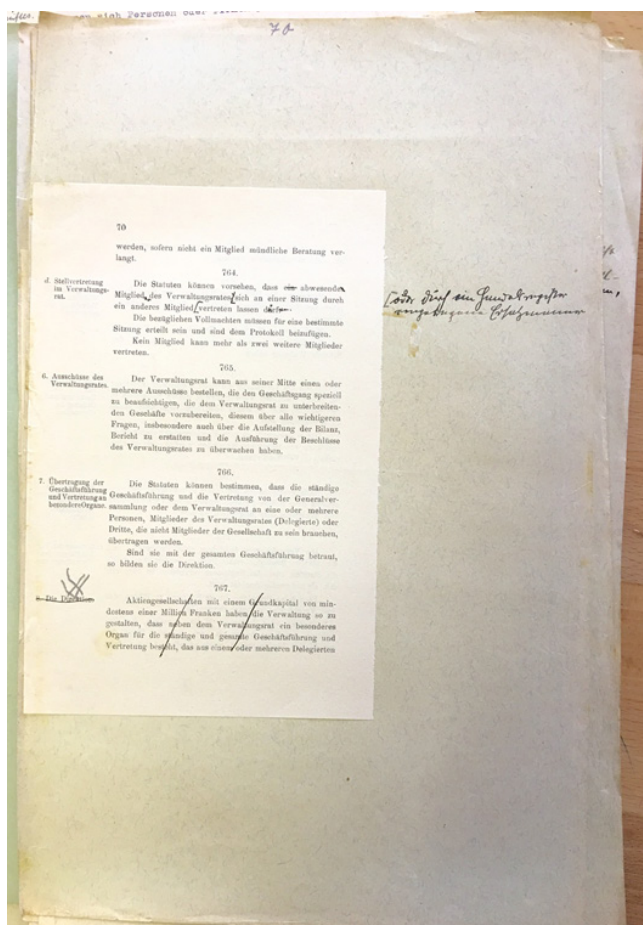 70
70
werden, sofern nicht ein Mitglied mündliche Beratung ver-
langt.
764.
d. Stellvertretung
im Verwaltungs-
rat.
Die Statuten können vorsehen, dass ein abwesendes
Mitglied des Verwaltungsrates sich an einer Sitzung durch
ein anderes Mitglied vertreten lassen dürfe.
Die bezüglichen Vollmachten müssen für eine bestimmte
Sitzung erteilt sein und sind dem Protokoll beizufügen.
Kein Mitglied kann mehr als zwei weitere Mitglieder
vertreten.
[oder durch ein Handelsregister
eingetragene Ersatzmänner
765.
6. Ausschüsse des
Verwaltungsrates.
Der Verwaltungsrat kann aus seiner Mitte einen oder
mehrere Ausschüsse bestellen, die den Geschäftsgang speziell
zu beaufsichtigen, die dem Verwaltungsrat zu unterbreiten-
den Geschäfte vorzubereiten, diesem über alle wichtigeren
Fragen, insbesondere auch über die Aufstellung der Bilanz,
Bericht zu erstatten und die Ausführung der Beschlüsse
des Verwaltungsrates zu überwachen haben.
766.
7. Übertragung der
Geschäftsführung
und Vertretung an
besondere Organe.
Die Statuten können bestimmen, dass die ständige
Geschäftsführung und die Vertretung von der Generalver-
sammlung oder dem Verwaltungsrat an eine oder mehrere
Personen, Mitglieder des Verwaltungsrates (Delegierte) oder
Dritte, die nicht Mitglieder der Gesellschaft zu sein brauchen,
übertragen werden.
Sind sie mit der gesamten Geschäftsführung betraut,
so bilden sie die Direktion.
767.
8. Die Direktion.
Aktiengesellschaften mit einem Grundkapital von min-
destens einer Million Franken haben die Verwaltung so zu
gestalten, dass neben dem Verwaltungsrat ein besonderes
Organ für die ständige und gesamte Geschäftsführung und
Vertretung besteht, das aus einem oder mehreren Delegierten